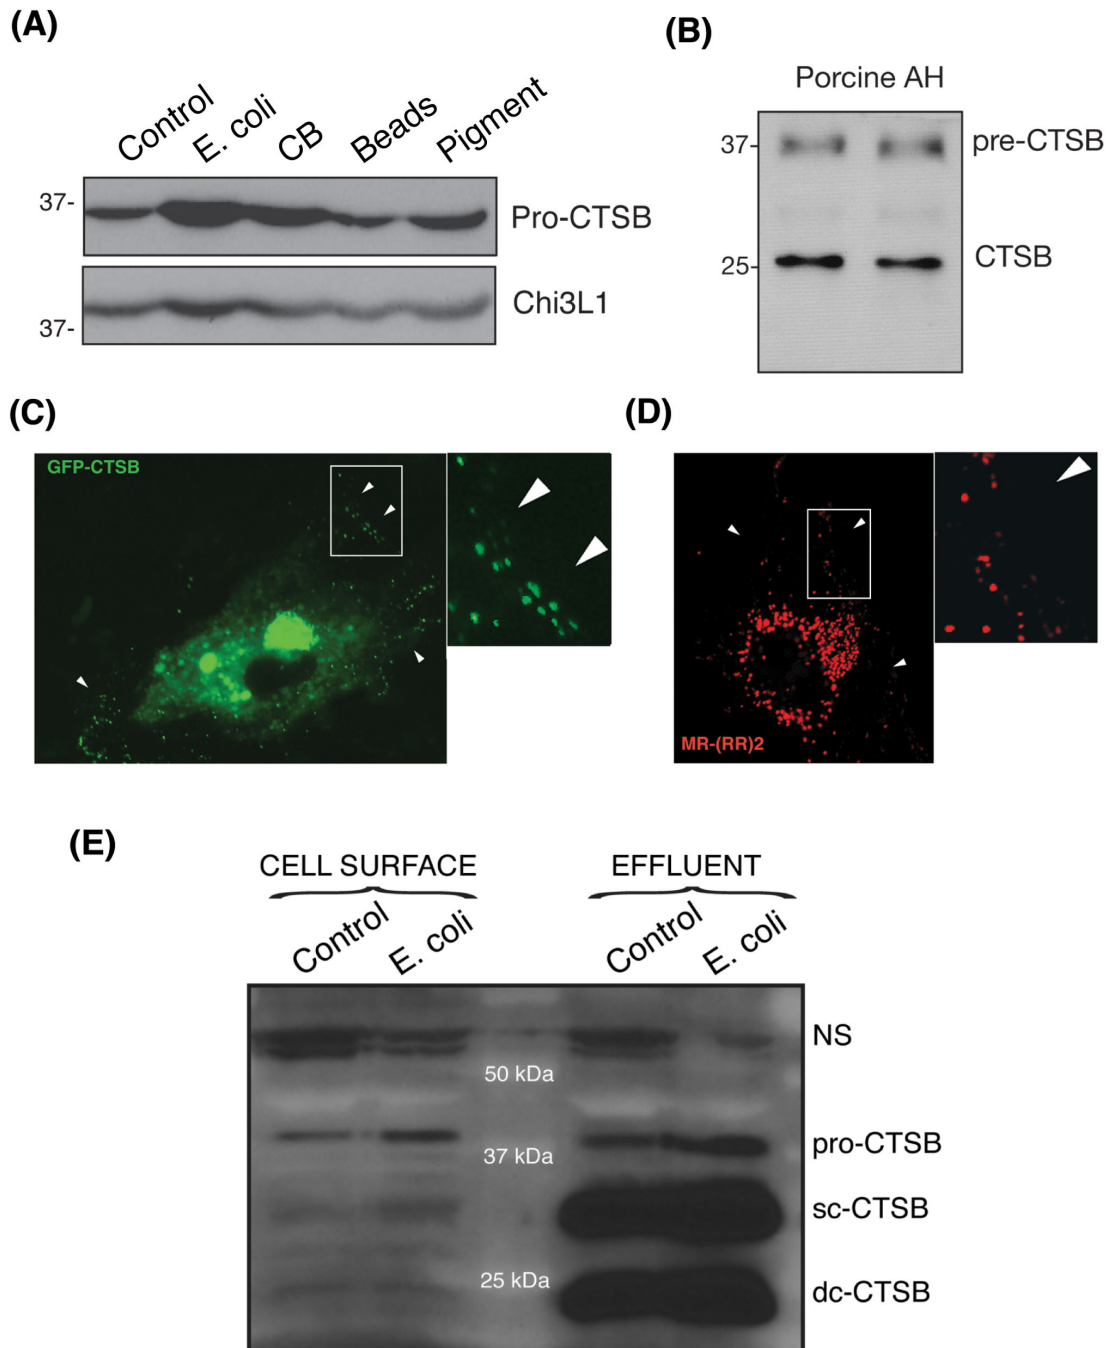 (A)
Control
E. coli
CB
Beads
Pigment
37-
Pro-CTSB
Chi3L1
37-
(B)
Porcine AH
37-
pre-CTSB
25-
CTSB
(C)
GFP-CTSB
(D)
MR-(RR)2
(E)
CELL SURFACE
EFFLUENT
Control
E. coli
Control
E. coli
NS
50 kDa
pro-CTSB
37 kDa
sc-CTSB
25 kDa
dc-CTSB